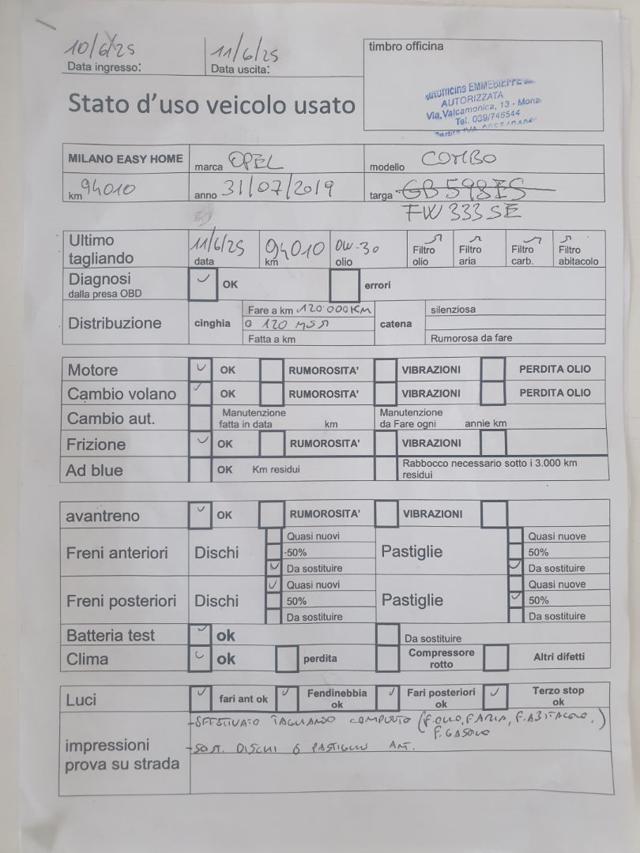 10/6/25 11/6/25 timbro officina
Data ingresso: Data uscita:
AUTORIZZATA
Via Valcamonica, 13 - Monza
Tel. 039/746544
Stato d'uso veicolo usato
MILANO EASY HOME marca OPEL modello COMBO
km 94010 anno 31/07/2019 targa GB598ES
FW 333 SE
Ultimo tagliando 11/6/25 data 94010 km 0W-30 olio Filtro olio Filtro aria Filtro carb. Filtro abitacolo
Diagnosi dalla presa OBD OK errori
Distribuzione cinghia Fare a km 120 000KM catena silenziosa
O 120
Fatta a km Rumorosa da fare
Motore OK RUMOROSITA' VIBRAZIONI PERDITA OLIO
Cambio volano OK RUMOROSITA' VIBRAZIONI PERDITA OLIO
Cambio aut. Manutenzione fatta in data km Manutenzione da Fare ogni annie km
Frizione OK RUMOROSITA' VIBRAZIONI
Ad blue OK Km residui Rabbocco necessario sotto i 3.000 km residui
avantreno OK RUMOROSITA' VIBRAZIONI
Freni anteriori Dischi Quasi nuovi Pastiglie Quasi nuove
-50% 50%
Da sostituire Da sostituire
Freni posteriori Dischi Quasi nuovi Pastiglie Quasi nuove
50% 50%
Da sostituire Da sostituire
Batteria test ok Da sostituire
Clima ok perdita Compressore rotto Altri difetti
Luci fari ant ok Fendinebbia ok Fari posteriori ok Terzo stop ok
impressioni prova su strada
-EFFETTUATO TAGLIANDO COMPLETO (F.OLIO, F.ARIA, F.ABITACOLO,)
F.GASOLIO
-SOST. DISCHI E PASTIGLIE ANT.